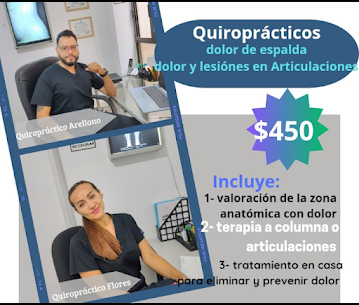 Quiroprácticos
dolor de espalda
dolor y lesiónes en Articulaciones
Quiropráctico Arellano
$450
Incluye:
1- valoración de la zona
anatómica con dolor
2- terapia a columna o
articulaciones
3- tratamiento en casa
para eliminar y prevenir dolor
Quiropráctico Flores